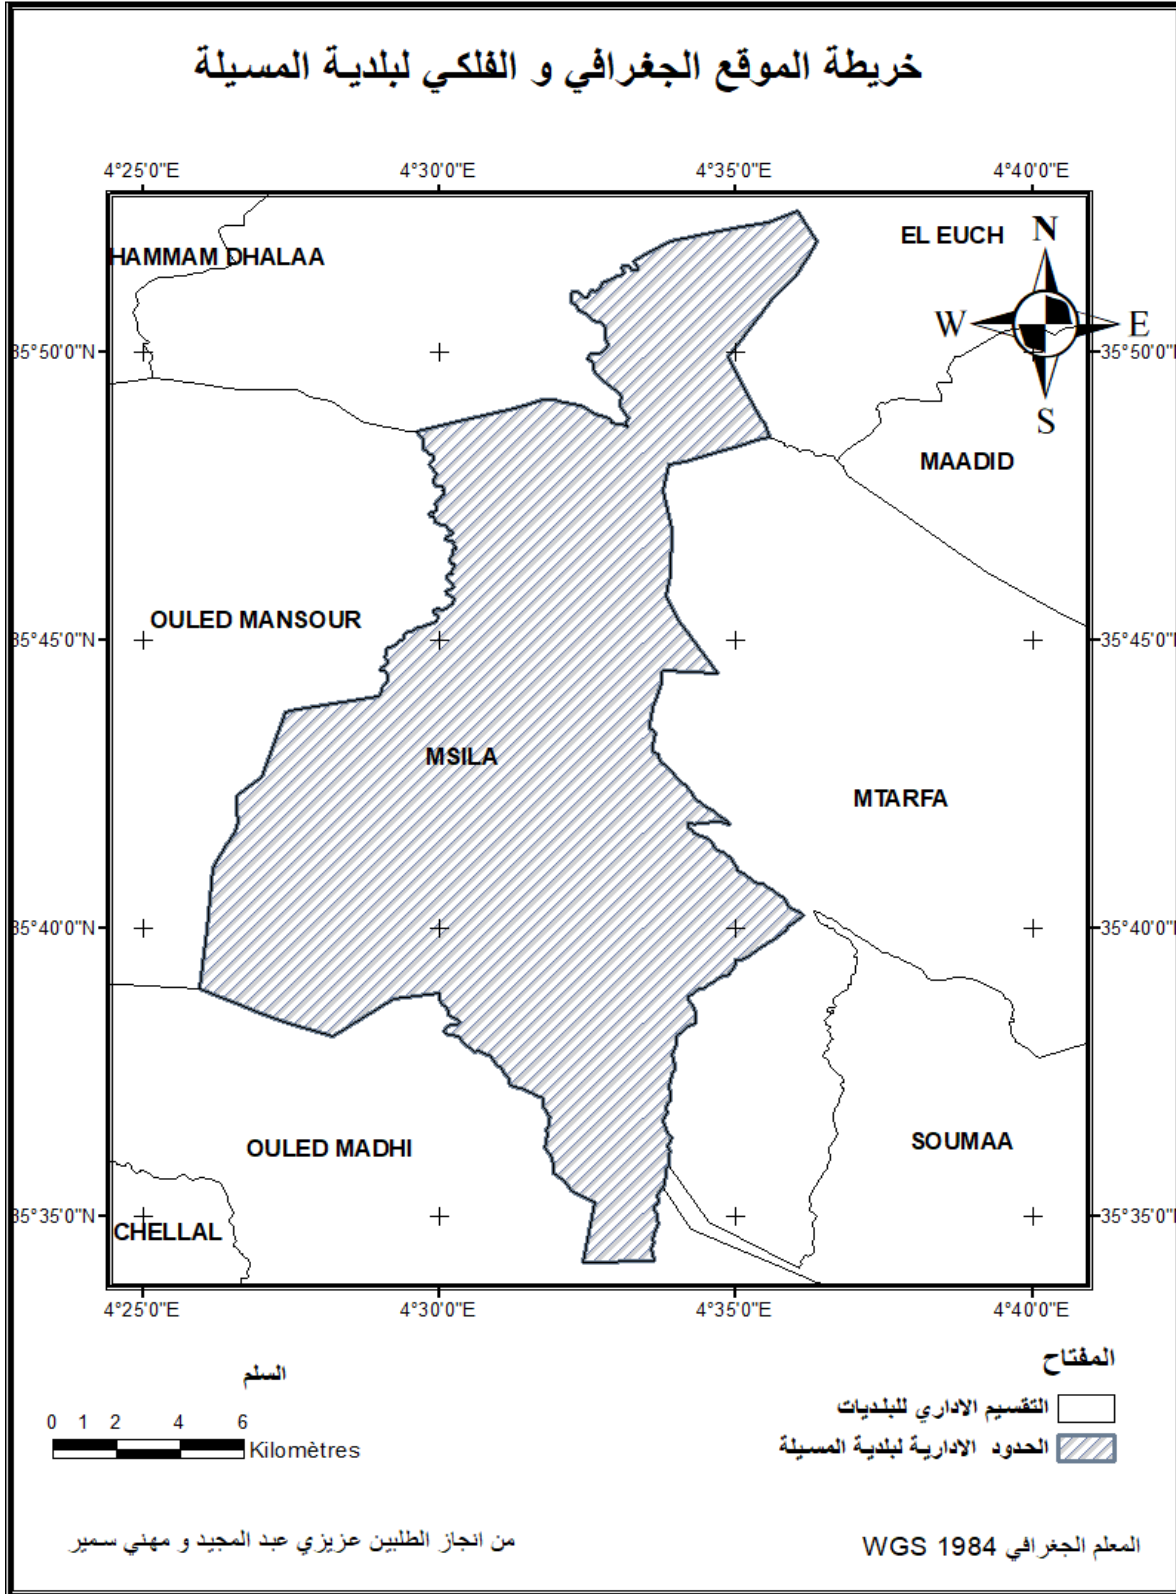 خريطة الموقع الجغرافي و الفلكي لبلدية المسيلة
4°25'0"E 4°30'0"E 4°35'0"E 4°40'0"E
EL EUCH
N
HAMMAM DHALAA
W E
35°50'0"N 35°50'0"N
S
MAADID
OULED MANSOUR
35°45'0"N 35°45'0"N
MSILA
MTARFA
35°40'0"N 35°40'0"N
SOUMAA
OULED MADHI
35°35'0"N 35°35'0"N
CHELLAL
4°25'0"E 4°30'0"E 4°35'0"E 4°40'0"E
المفتاح
السلم
التقسيم الاداري للبلديات
0 1 2 4 6
Kilomètres
الحدود الادارية لبلدية المسيلة
المعلم الجغرافي WGS 1984
من انجاز الطلبين عزيزي عبد المجيد و مهني سمير